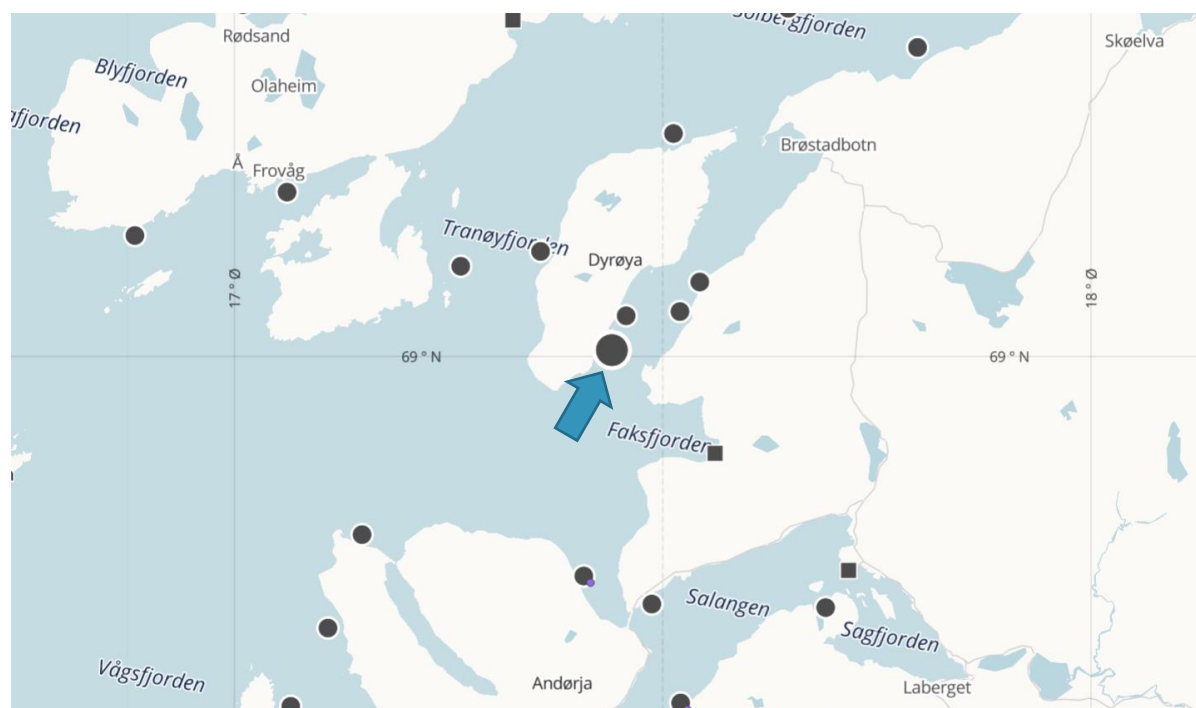 Solbergfjorden
Rødsand
Skøelva
Blyfjorden
Olaheim
Brøstadbotn
Å
Frovåg
Tranøyfjorden
Dyrøya
17 ° Ø
18 ° Ø
69 ° N
69 ° N
Faksfjorden
Salangen
Sagfjorden
Vågsfjorden
Andørja
Laberget